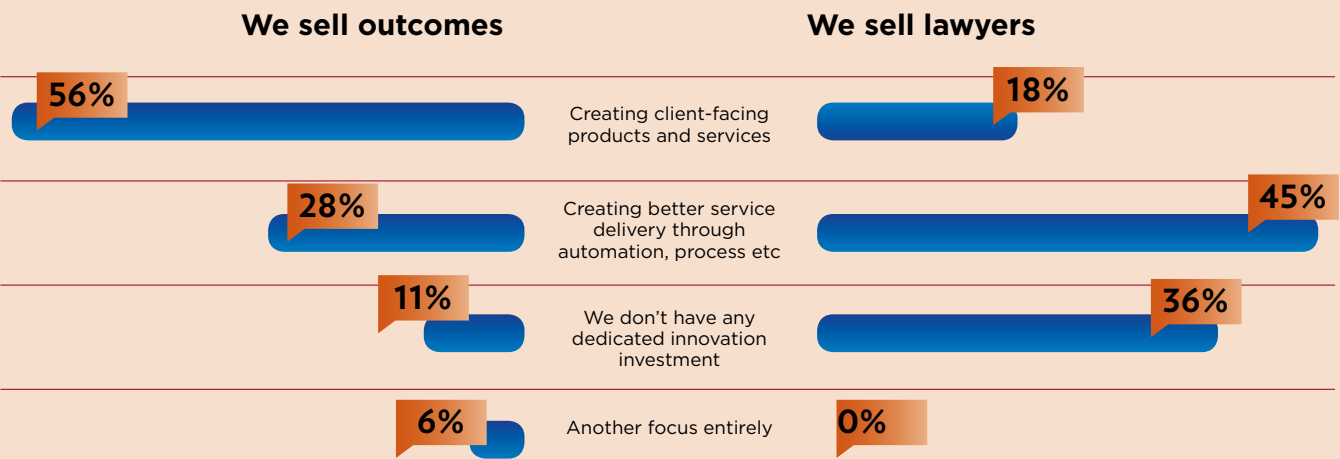 We sell outcomes
We sell lawyers
56%
Creating client-facing
products and services
18%
28%
Creating better service
delivery through
automation, process etc
45%
11%
We don’t have any
dedicated innovation
investment
36%
6%
Another focus entirely
0%